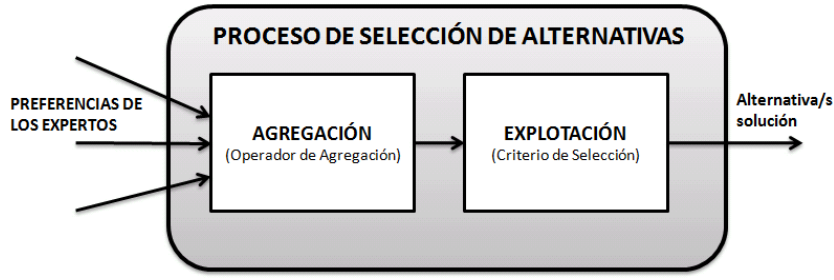 PROCESO DE SELECCIÓN DE ALTERNATIVAS
PREFERENCIAS DE
LOS EXPERTOS
AGREGACIÓN
(Operador de Agregación)
EXPLOTACIÓN
(Criterio de Selección)
Alternativa/s
solución